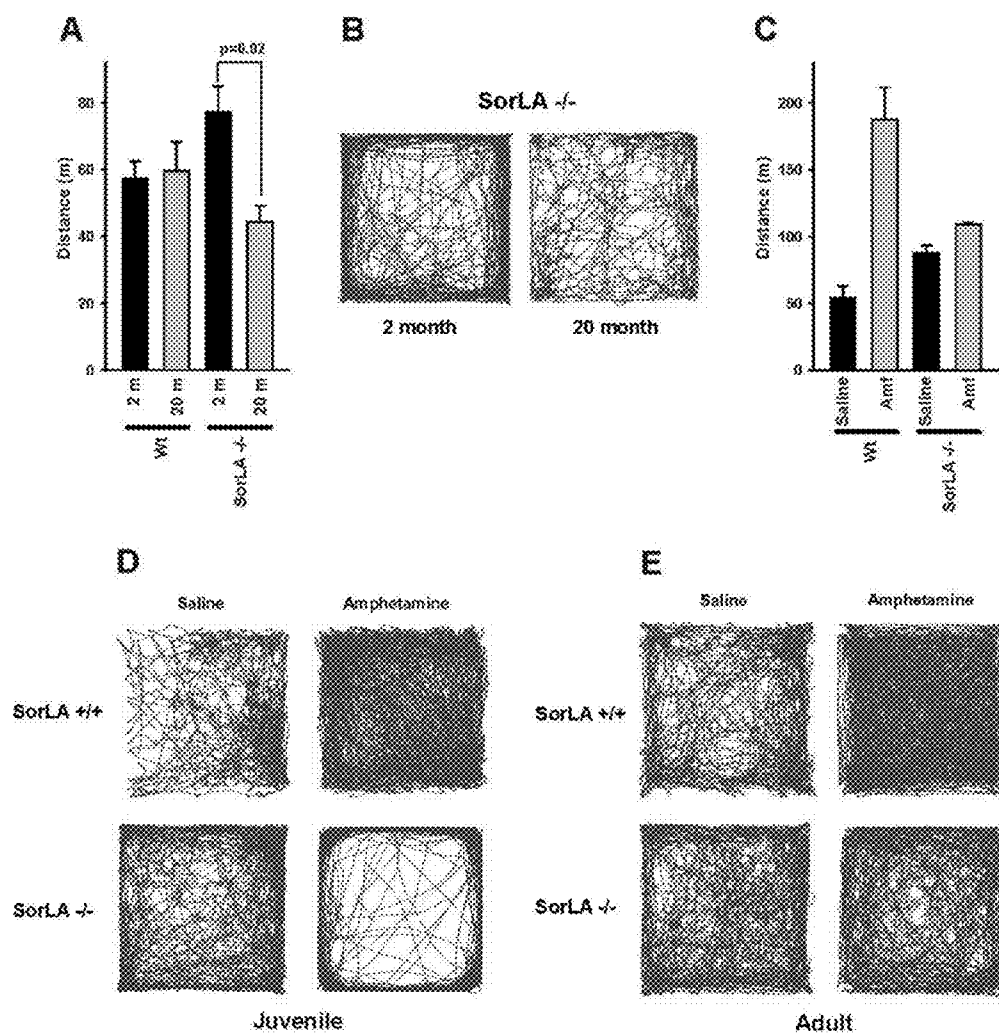 A
p=0.02
Distance (m)
80
60
40
20
0
2 m
20 m
2 m
20 m
Wt
SorLA -/-
B
SorLA -/-
2 month
20 month
C
Distance (m)
200
150
100
50
0
Saline
Amf
Saline
Amf
Wt
SorLA -/-
D
Saline
Amphetamine
SorLA +/+
SorLA -/-
Juvenile
E
Saline
Amphetamine
SorLA +/+
SorLA -/-
Adult